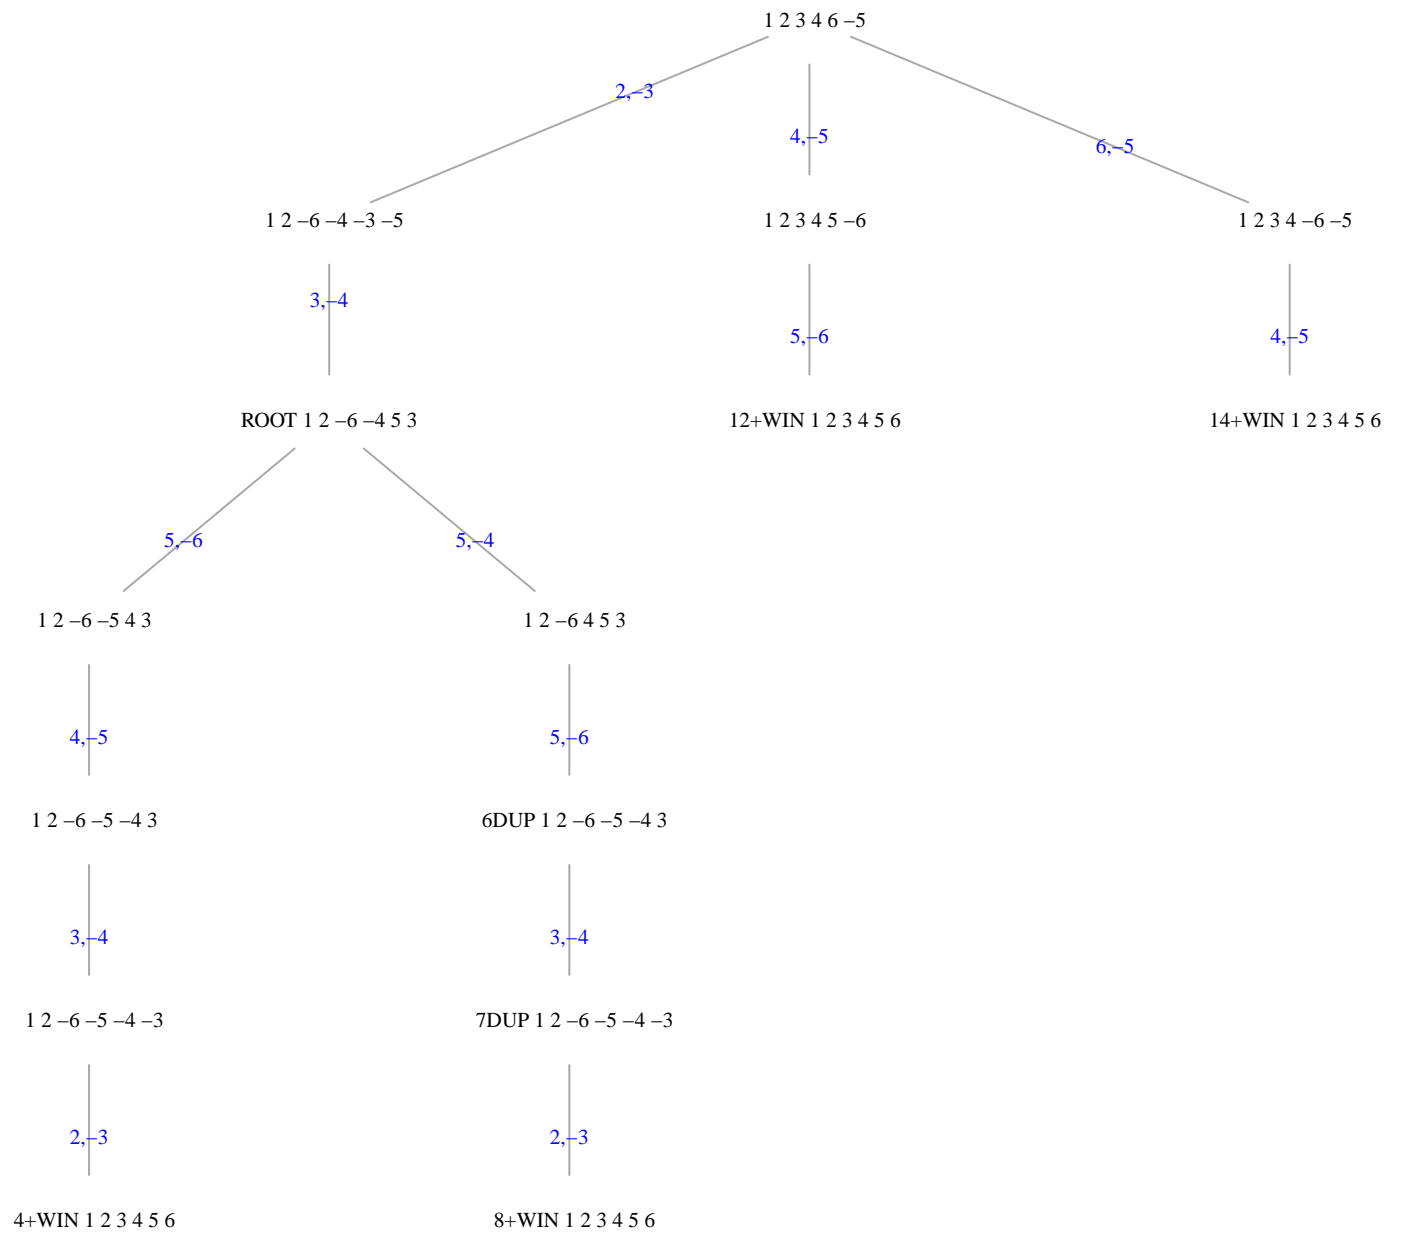 1 2 3 4 6 –5
2,–3
4,–5
6,–5
1 2 –6 –4 –3 –5
1 2 3 4 5 –6
1 2 3 4 –6 –5
3,–4
5,–6
4,–5
ROOT 1 2 –6 –4 5 3
12+WIN 1 2 3 4 5 6
14+WIN 1 2 3 4 5 6
5,–6
5,–4
1 2 –6 –5 4 3
1 2 –6 4 5 3
4,–5
5,–6
1 2 –6 –5 –4 3
6DUP 1 2 –6 –5 –4 3
3,–4
3,–4
1 2 –6 –5 –4 –3
7DUP 1 2 –6 –5 –4 –3
2,–3
2,–3
4+WIN 1 2 3 4 5 6
8+WIN 1 2 3 4 5 6